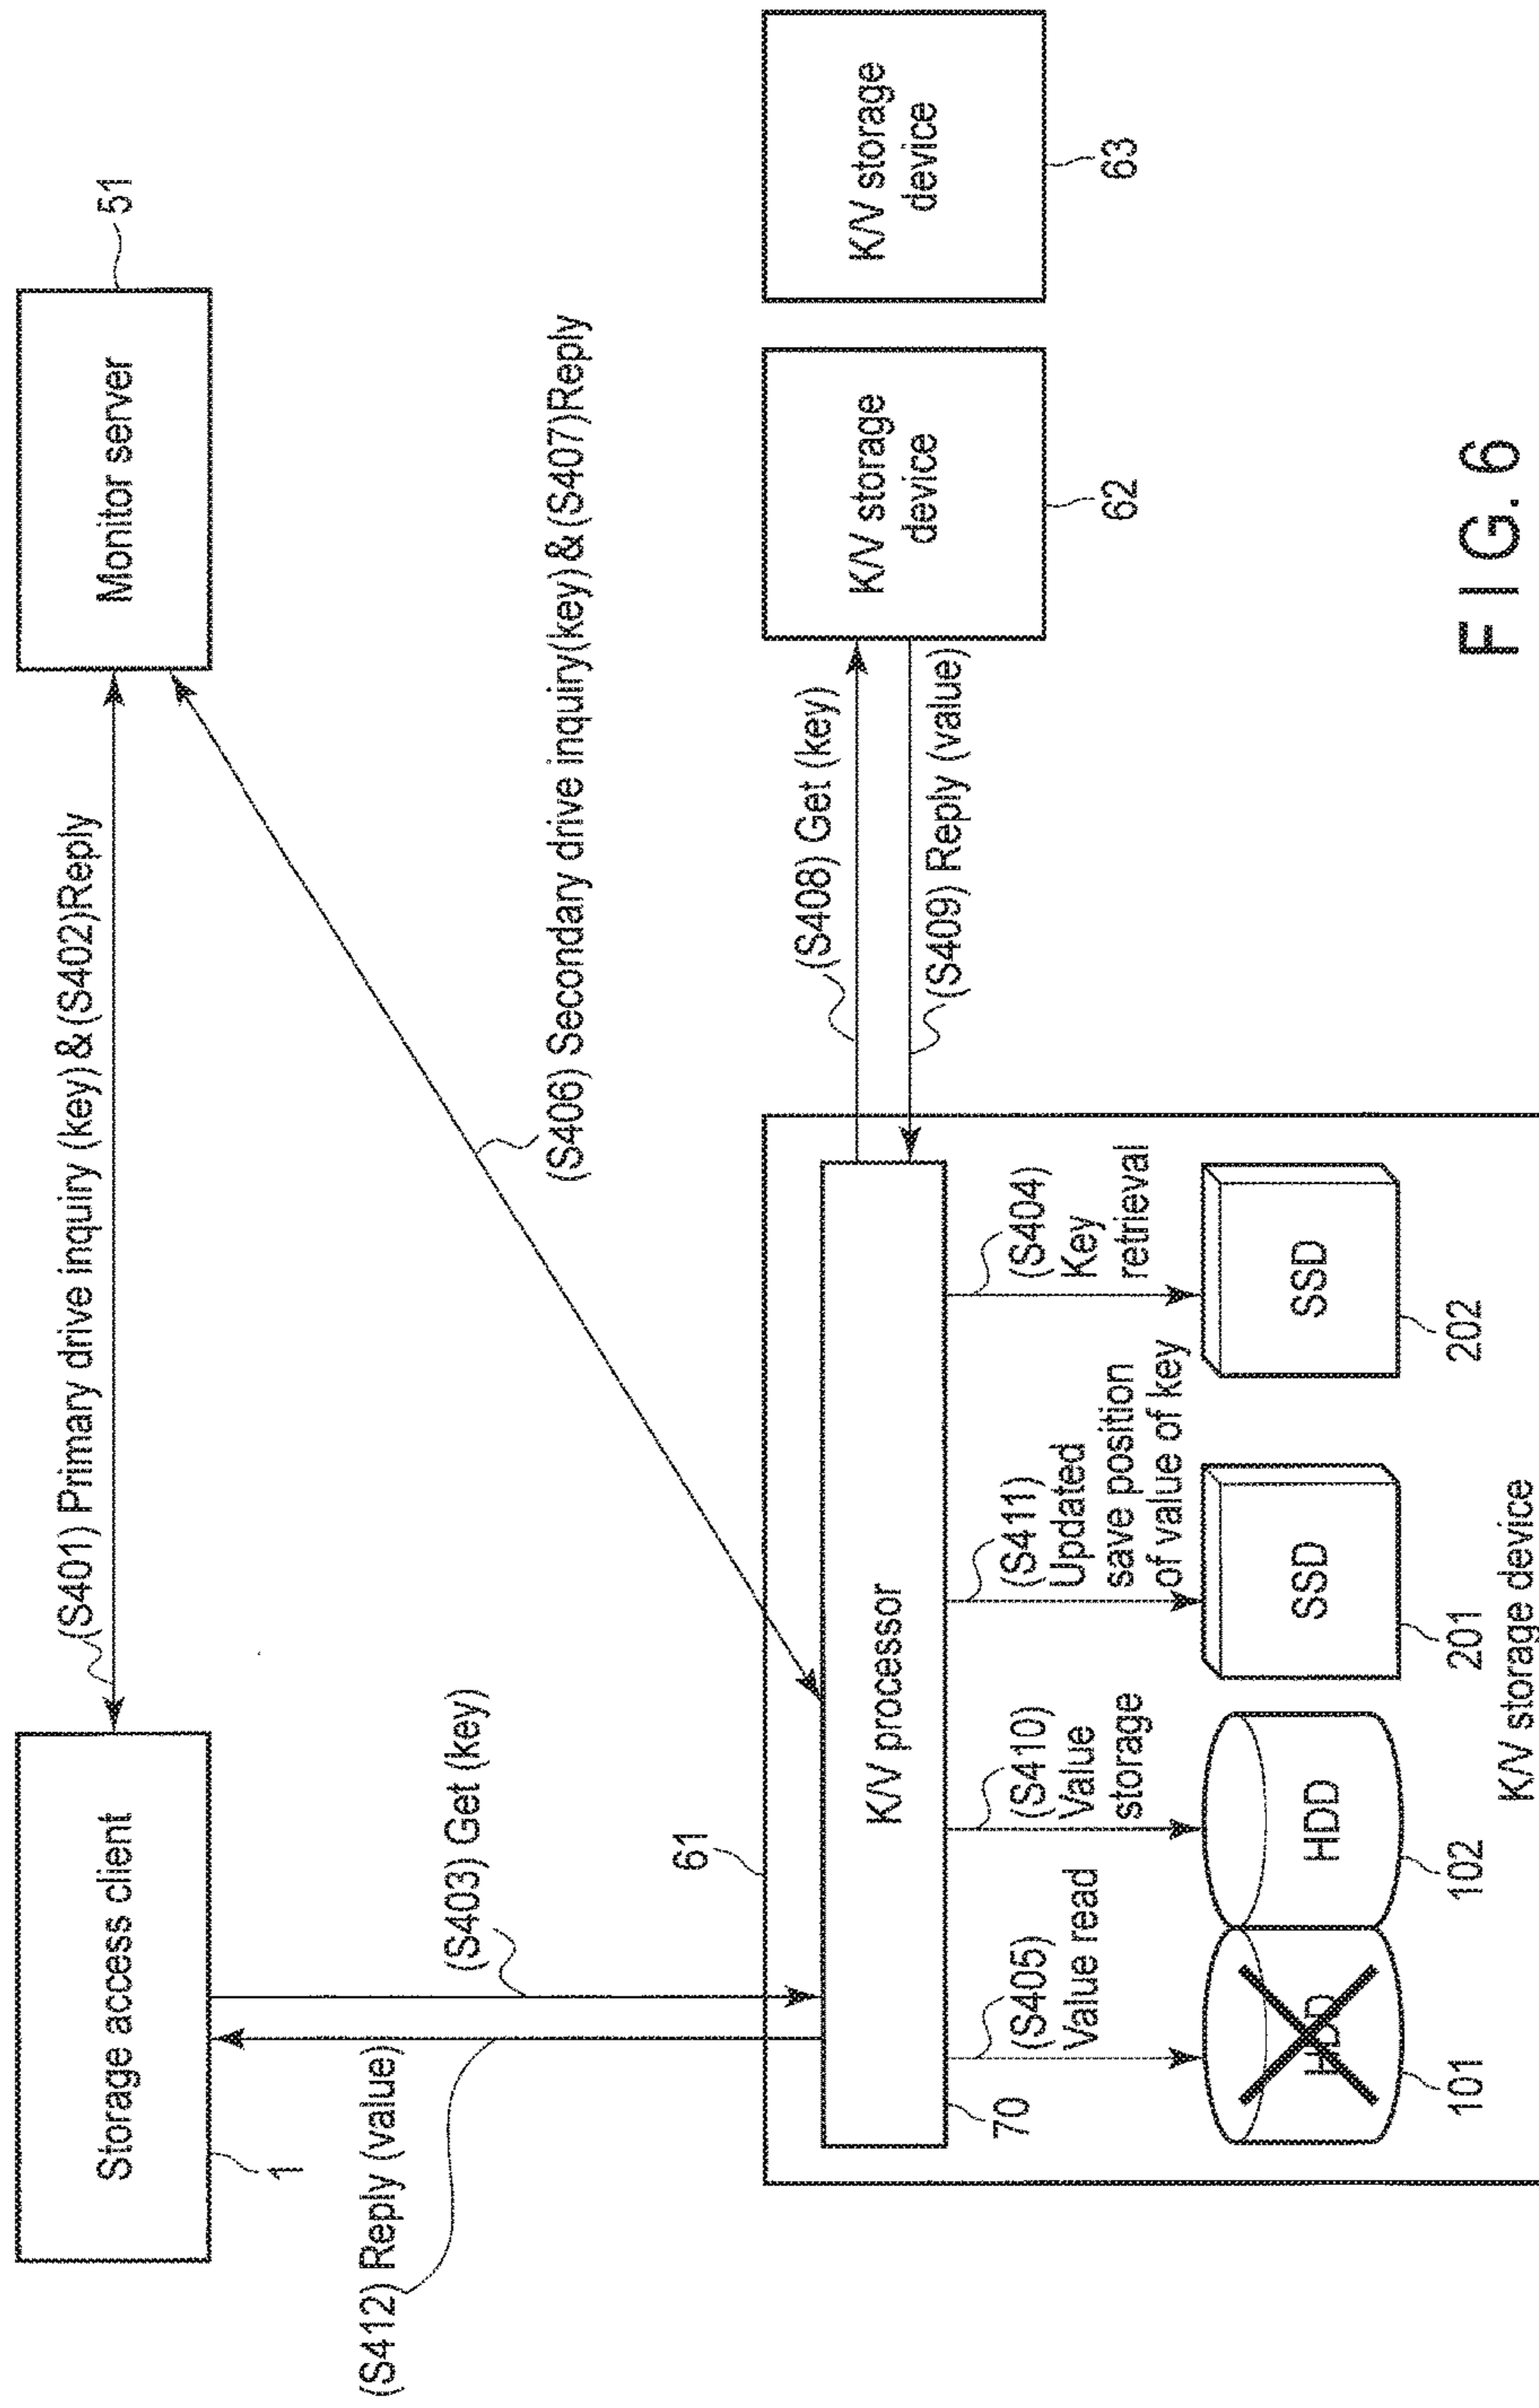 Storage access client
1
(S401) Primary drive inquiry (key) & (S402)Reply
Monitor server
51
(S412) Reply (value)
(S403) Get (key)
(S406) Secondary drive inquiry(key) & (S407)Reply
61
K/V processor
70
(S408) Get (key)
(S409) Reply (value)
K/V storage
device
62
K/V storage
device
63
(S405)
Value read
(S410)
Value
storage
(S411)
Updated
save position
of value of key
(S404)
Key
retrieval
HDD
101
HDD
102
SSD
201
SSD
202
K/V storage device
FIG. 6